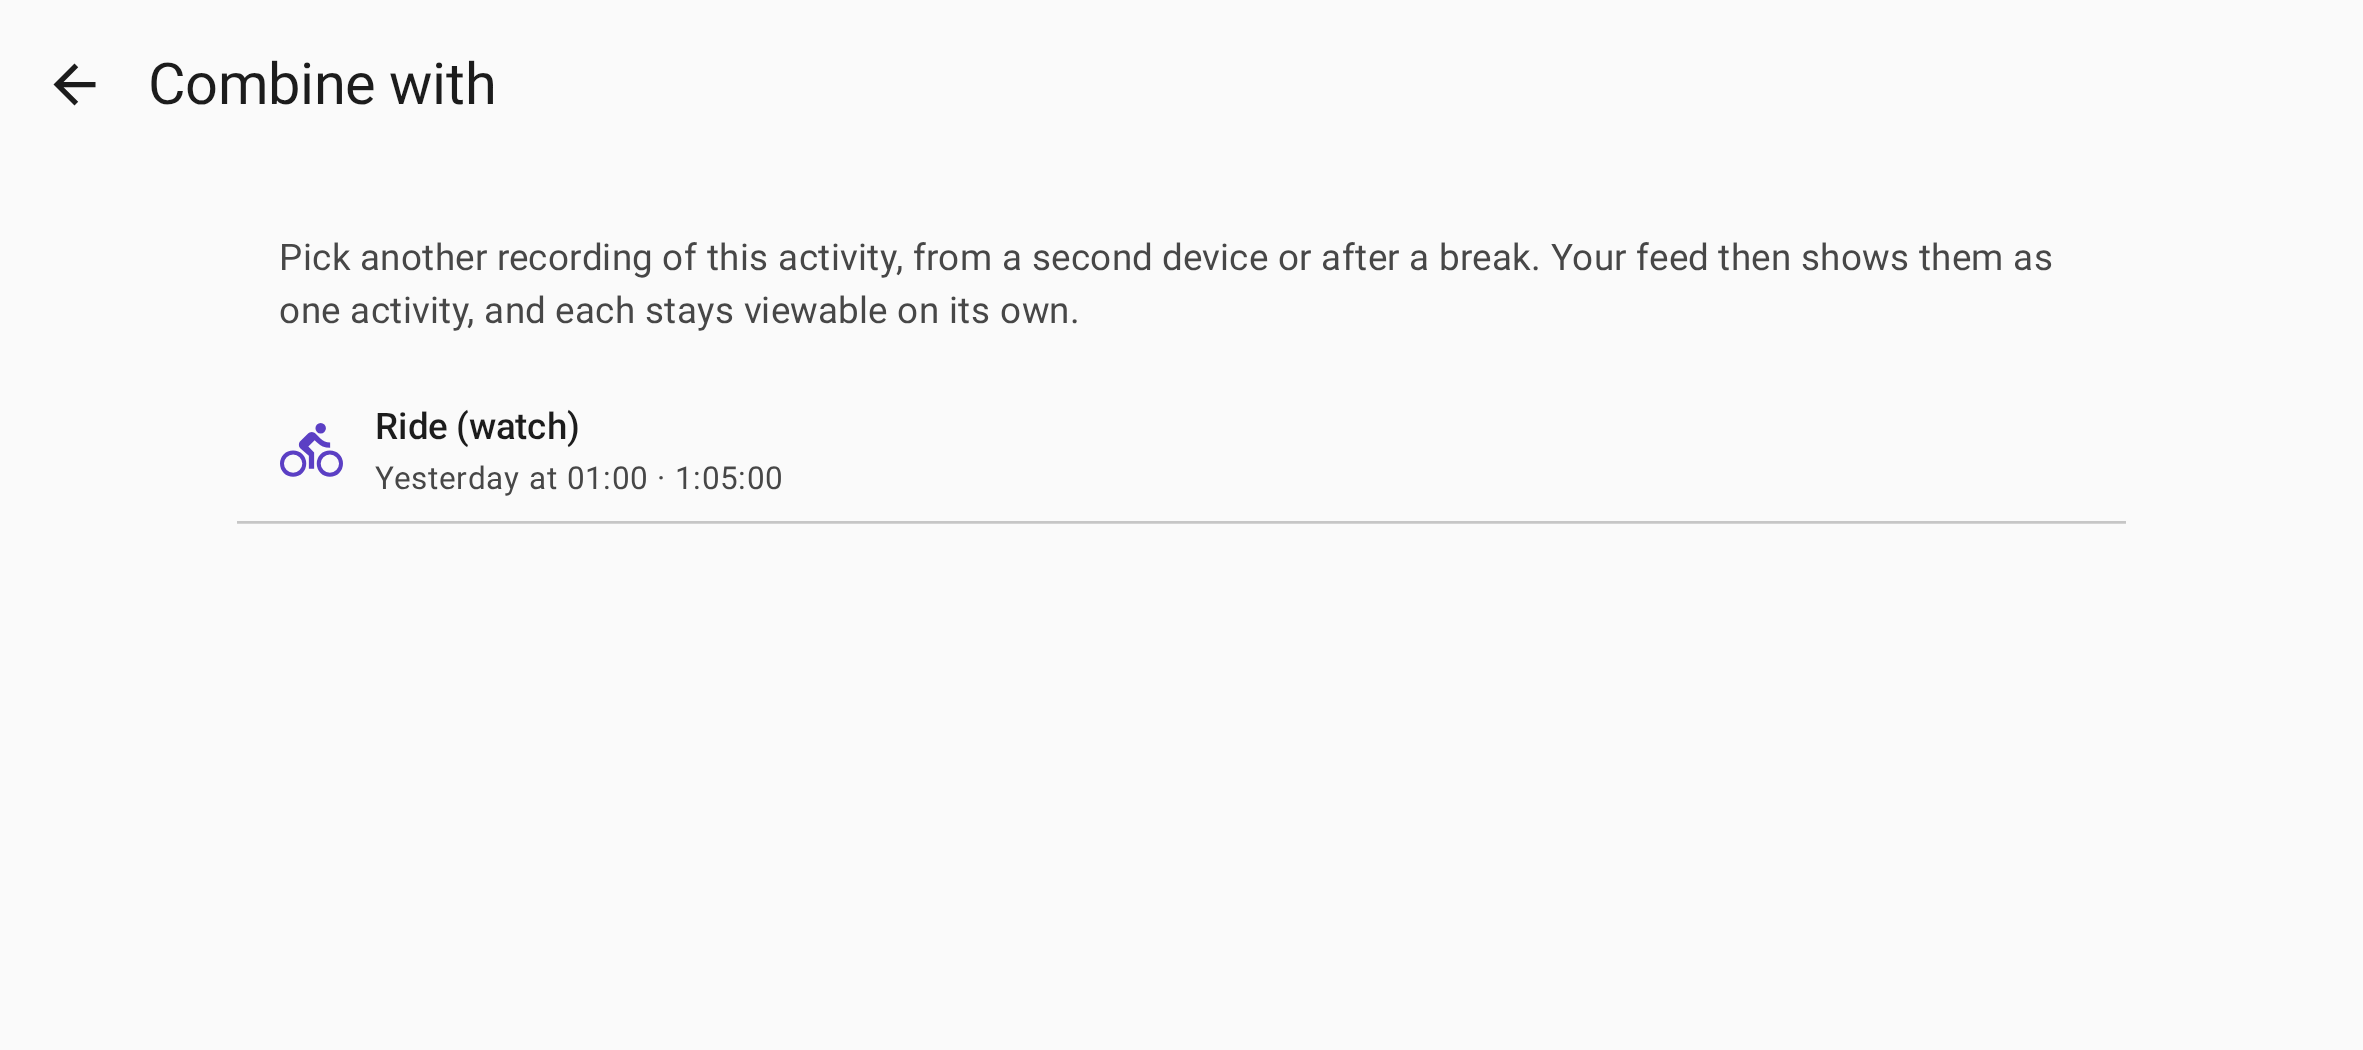 Combine with
Pick another recording of this activity, from a second device or after a break. Your feed then shows them as
one activity, and each stays viewable on its own.
Ride (watch)
Yesterday at 01:00 · 1:05:00